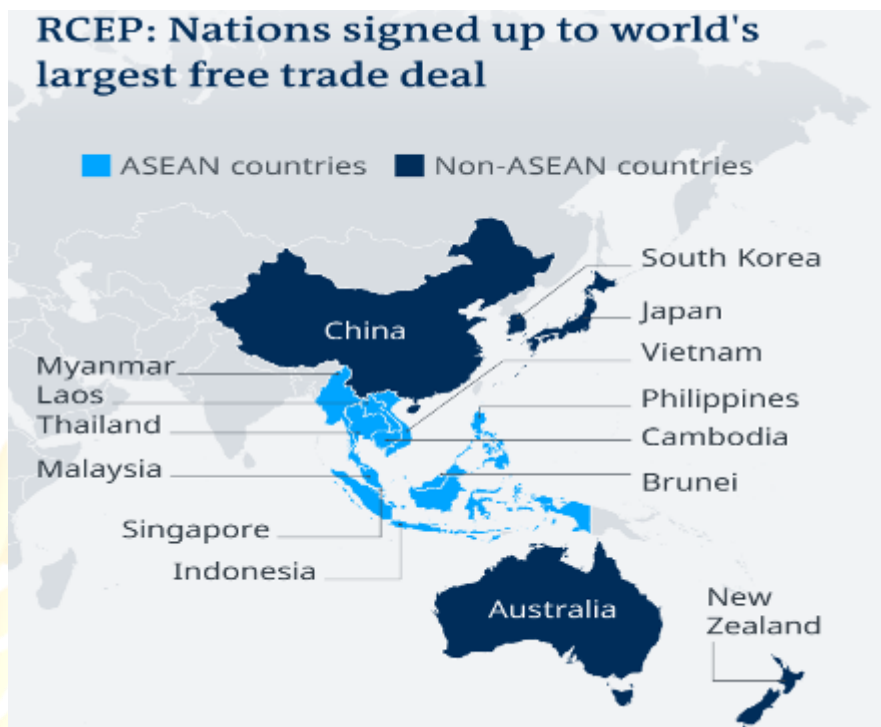 RCEP: Nations signed up to world's
largest free trade deal
ASEAN countries
Non-ASEAN countries
South Korea
Japan
China
Vietnam
Myanmar
Laos
Philippines
Thailand
Cambodia
Malaysia
Brunei
Singapore
Indonesia
Australia
New
Zealand